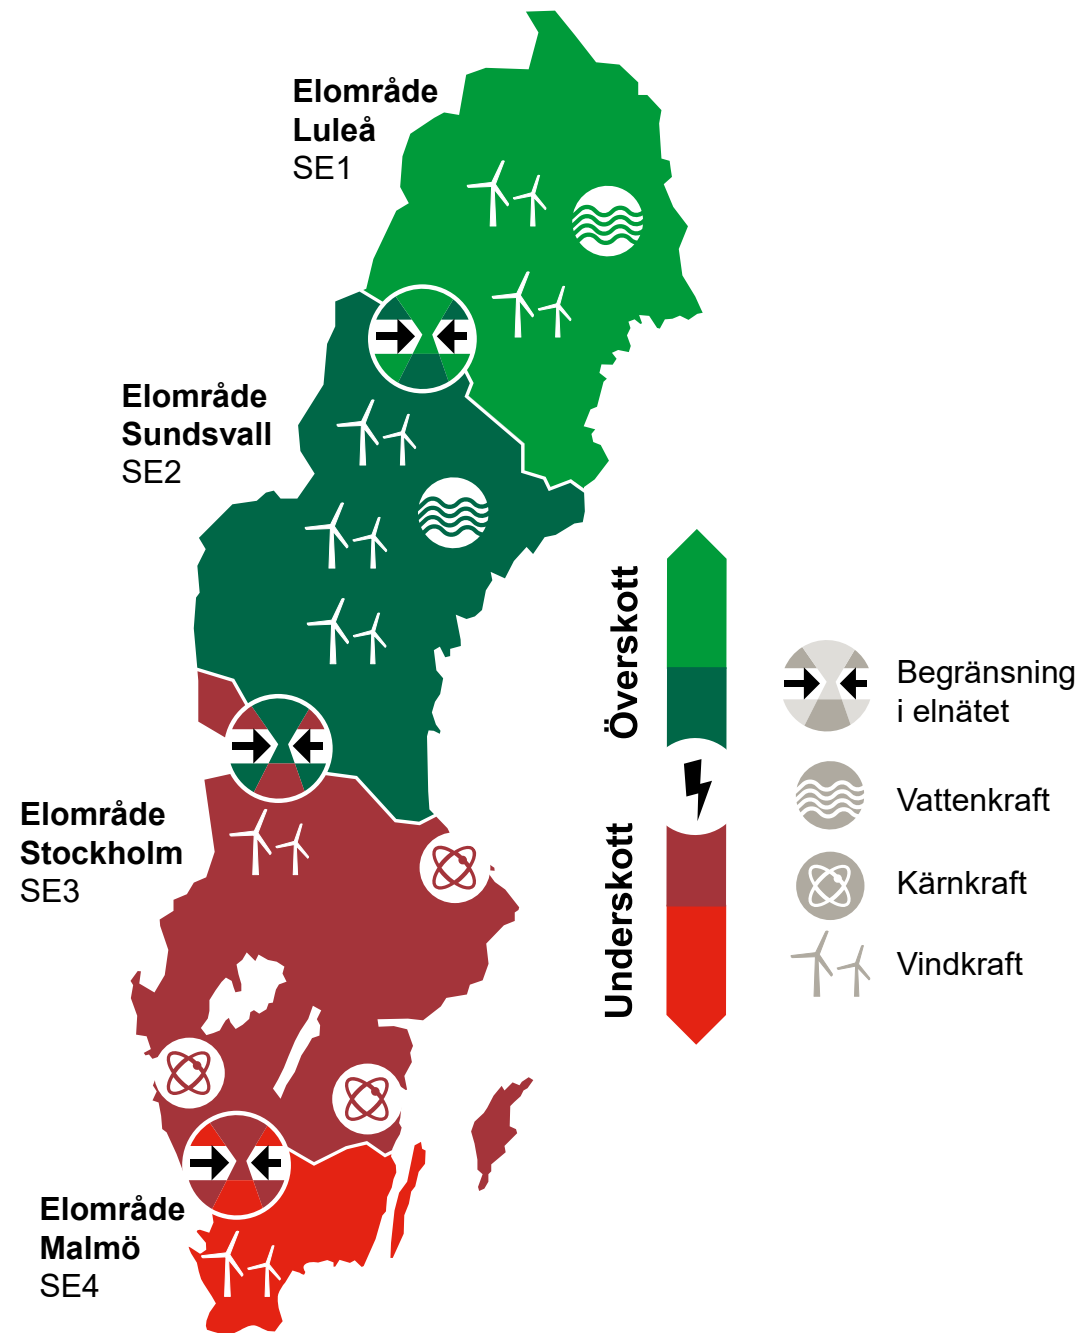 Elområde
Luleå
SE1
Elområde
Sundsvall
SE2
Överskott
Underskott
Begränsning
i elnätet
Vattenkraft
Kärnkraft
Vindkraft
Elområde
Stockholm
SE3
Elområde
Malmö
SE4